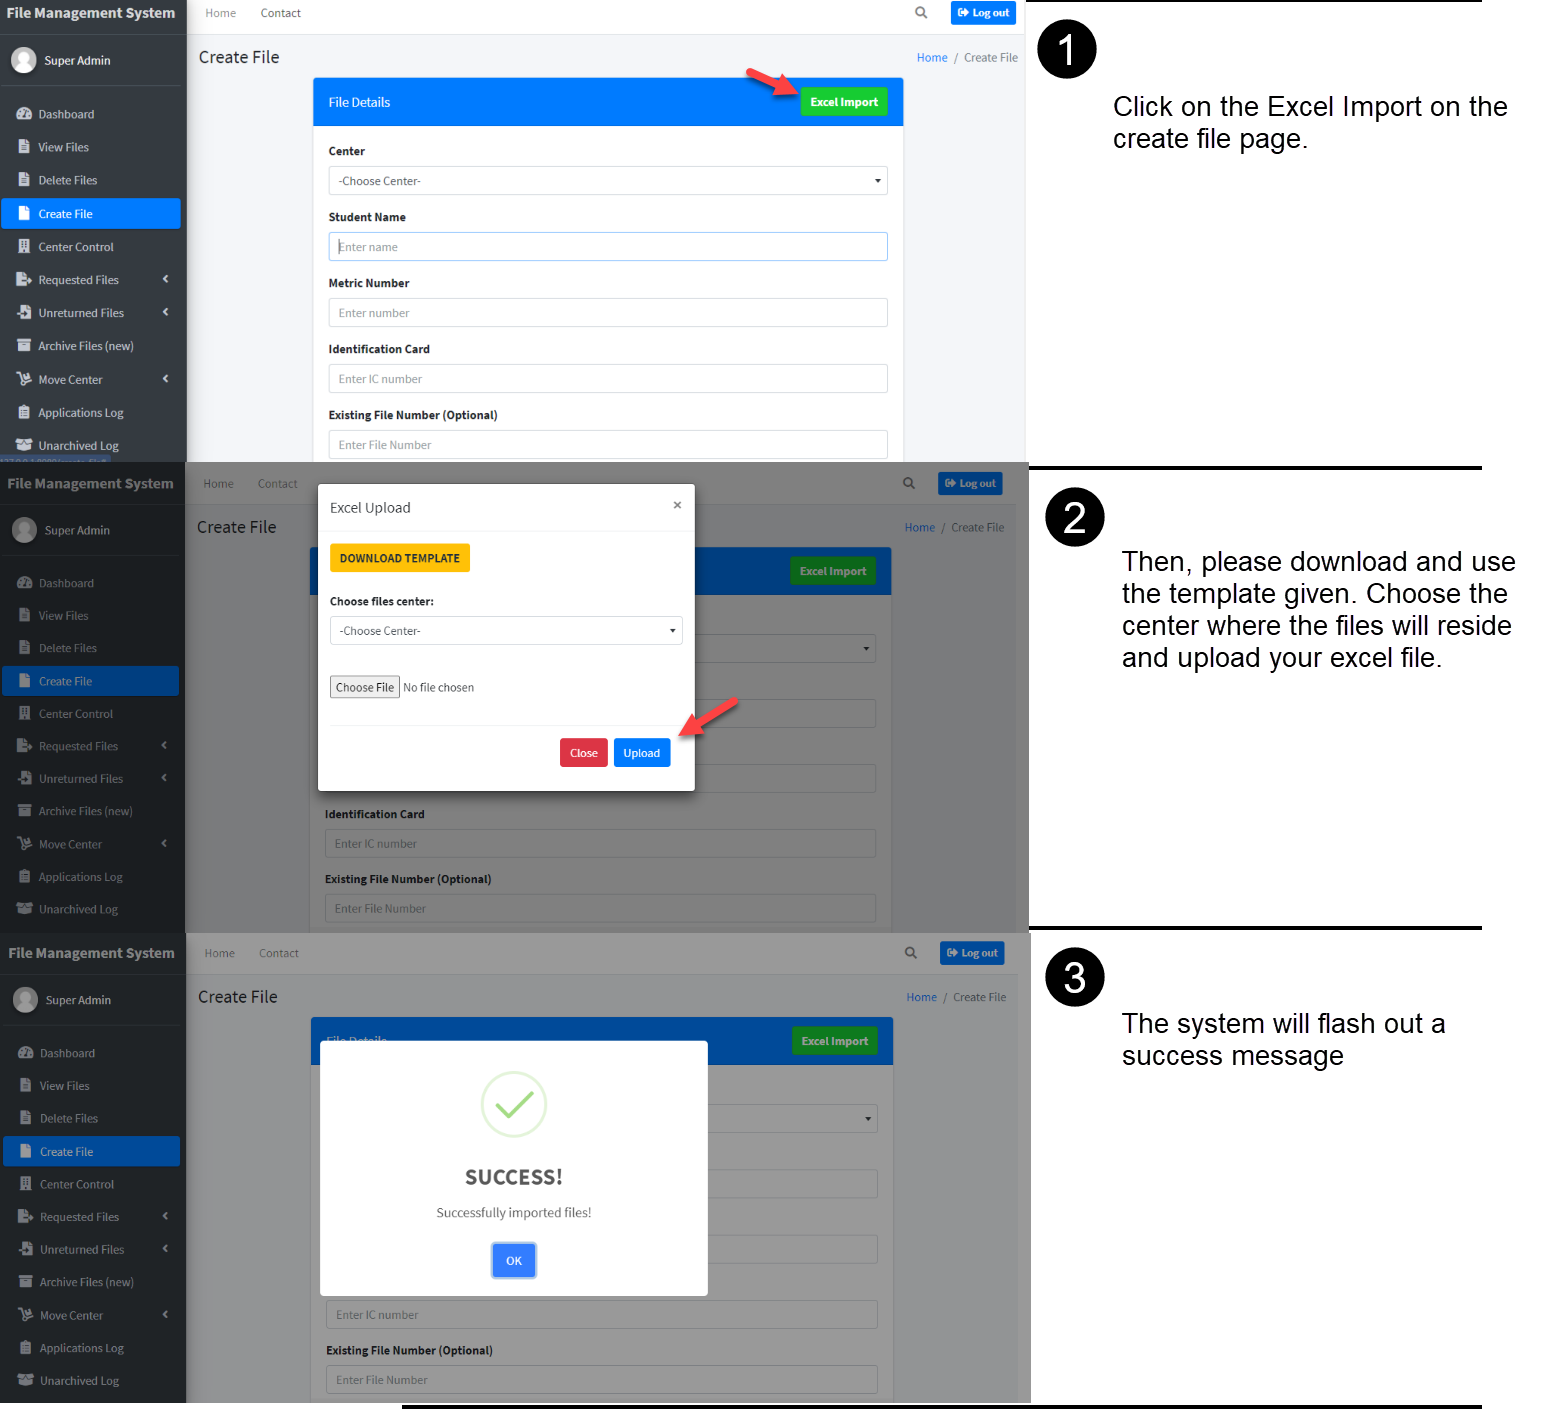 File Management System
Home Contact
Log out
Super Admin
Create File
Home / Create File
Dashboard
View Files
Delete Files
Create File
Center Control
Requested Files
Unreturned Files
Archive Files (new)
Move Center
Applications Log
Unarchived Log
File Details
Excel Import
Center
-Choose Center-
Student Name
Enter name
Metric Number
Enter number
Identification Card
Enter IC number
Existing File Number (Optional)
Enter File Number
1
Click on the Excel Import on the
create file page.
File Management System
Home Contact
Log out
Super Admin
Create File
Home / Create File
Dashboard
View Files
Delete Files
Create File
Center Control
Requested Files
Unreturned Files
Archive Files (new)
Move Center
Applications Log
Unarchived Log
Excel Upload
×
DOWNLOAD TEMPLATE
Choose files center:
-Choose Center-
Choose File No file chosen
Close Upload
Excel Import
Identification Card
Enter IC number
Existing File Number (Optional)
Enter File Number
2
Then, please download and use
the template given. Choose the
center where the files will reside
and upload your excel file.
File Management System
Home Contact
Log out
Super Admin
Create File
Home / Create File
Dashboard
View Files
Delete Files
Create File
Center Control
Requested Files
Unreturned Files
Archive Files (new)
Move Center
Applications Log
Unarchived Log
File Details
Excel Import
SUCCESS!
Successfully imported files!
OK
Enter IC number
Existing File Number (Optional)
Enter File Number
3
The system will flash out a
success message